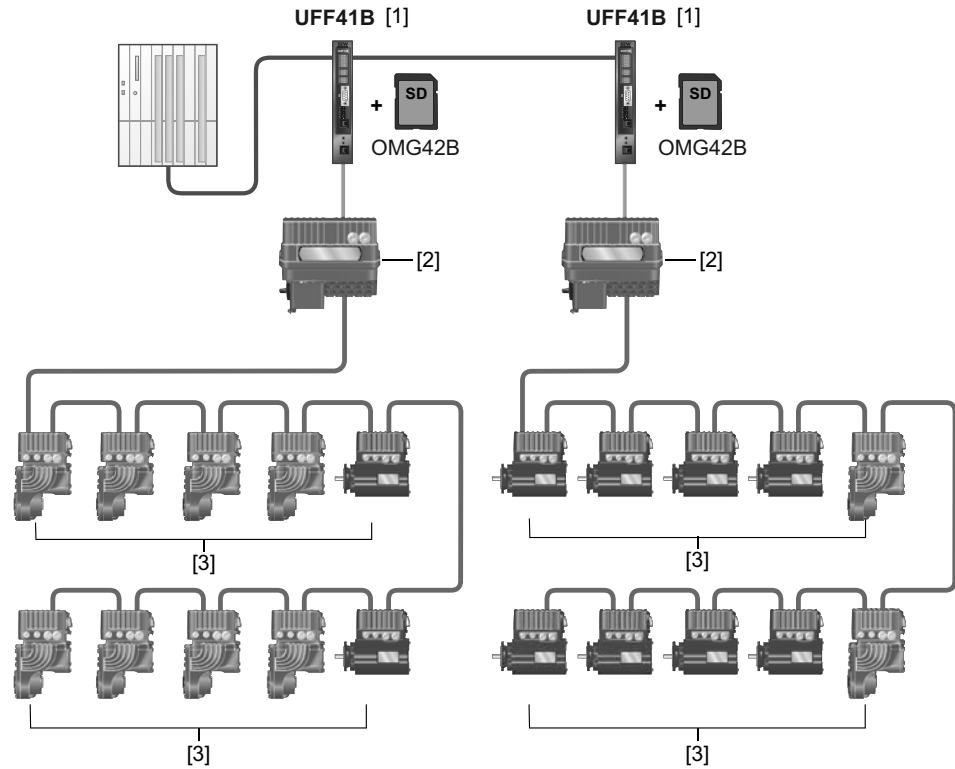 UFF41B [1] UFF41B [1]
+ SD + SD
OMG42B OMG42B
[2] [2]
[3] [3]
[3] [3]